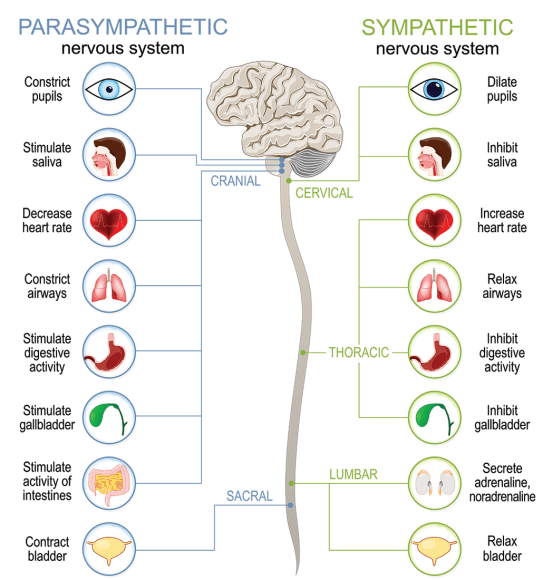 PARASYMPATHETIC
nervous system
SYMPATHETIC
nervous system
Constrict
pupils
Stimulate
saliva
Decrease
heart rate
Constrict
airways
Stimulate
digestive
activity
Stimulate
gallbladder
Stimulate
activity of
intestines
Contract
bladder
CRANIAL
CERVICAL
THORACIC
LUMBAR
SACRAL
Dilate
pupils
Inhibit
saliva
Increase
heart rate
Relax
airways
Inhibit
digestive
activity
Inhibit
gallbladder
Secrete
adrenaline,
noradrenaline
Relax
bladder